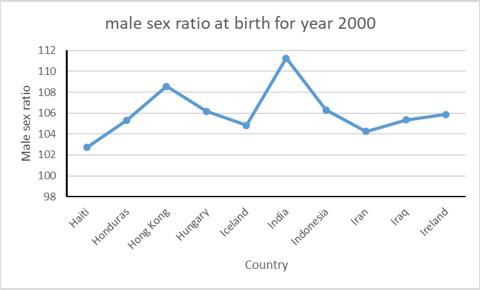 male sex ratio at birth for year 2000
Male sex ratio
112
110
108
106
104
102
100
98
Haiti
Honduras
Hong Kong
Hungary
Iceland
India
Indonesia
Iran
Iraq
Ireland
Country